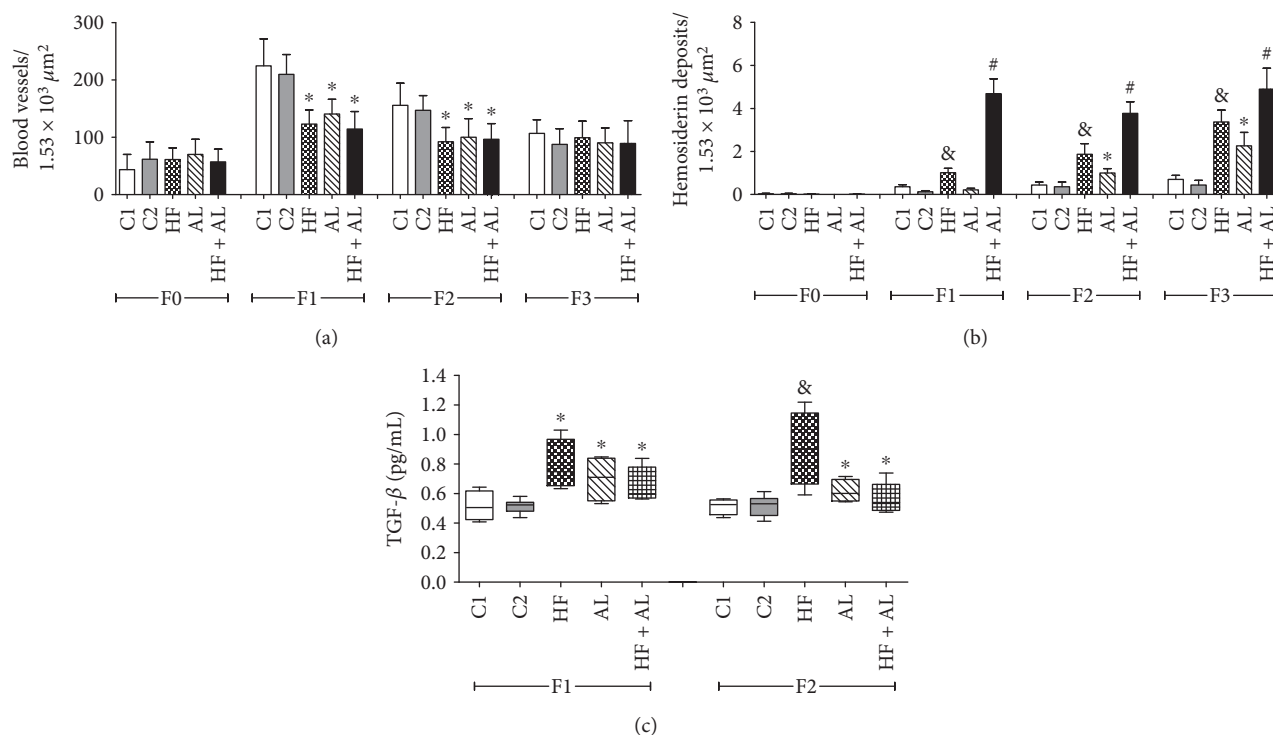 Blood vessels/
1.53 × 10³ µm²
300
200
100
0
* * *
* * *
C1 C2 HF AL HF + AL C1 C2 HF AL HF + AL C1 C2 HF AL HF + AL C1 C2 HF AL HF + AL
F0 F1 F2 F3
(a)
Hemosiderin deposits/
1.53 × 10³ µm²
8
6
4
2
0
& #
& * #
& * #
C1 C2 HF AL HF + AL C1 C2 HF AL HF + AL C1 C2 HF AL HF + AL C1 C2 HF AL HF + AL
F0 F1 F2 F3
(b)
TGF-β (pg/mL)
1.4
1.2
1.0
0.8
0.6
0.4
0.2
0.0
* * *
& * *
C1 C2 HF AL HF + AL C1 C2 HF AL HF + AL
F1 F2
(c)